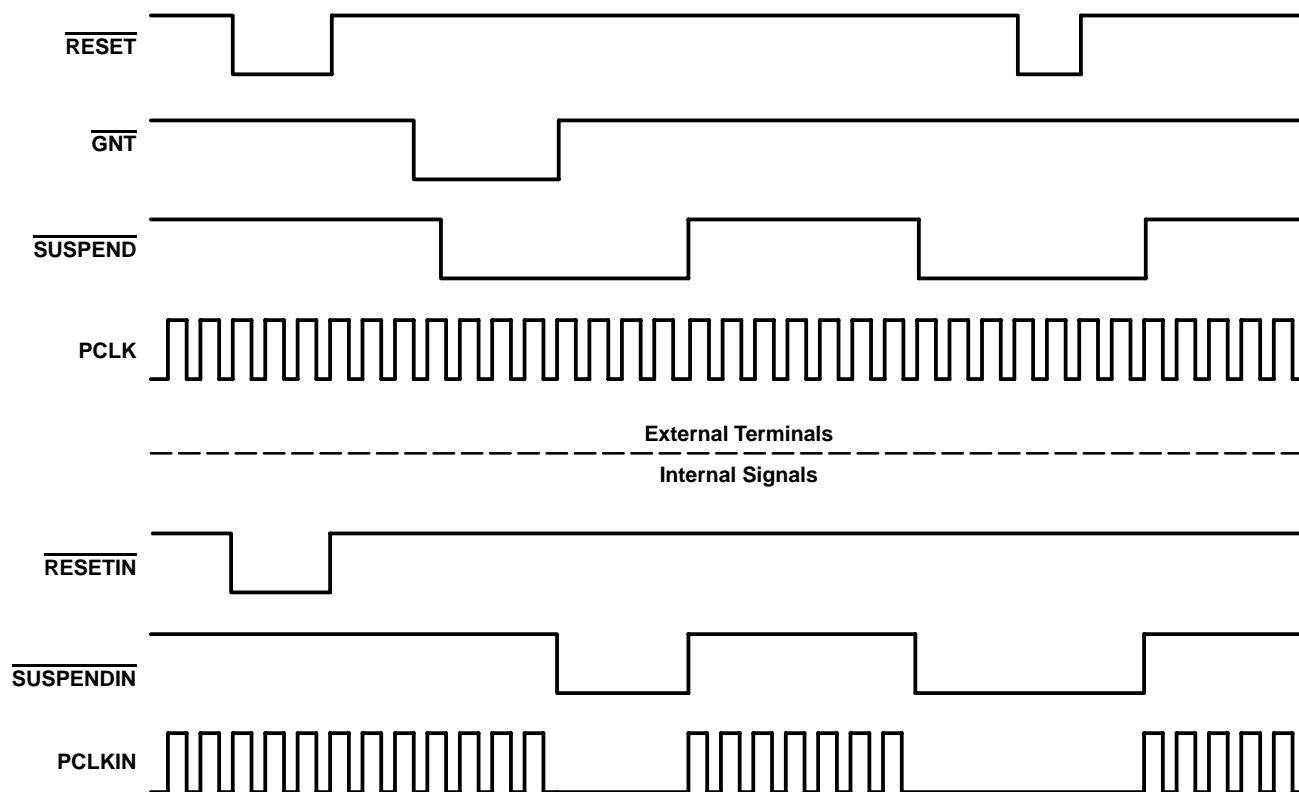 RESET
GNT
SUSPEND
PCLK
External Terminals
Internal Signals
RESETIN
SUSPENDIN
PCLKIN